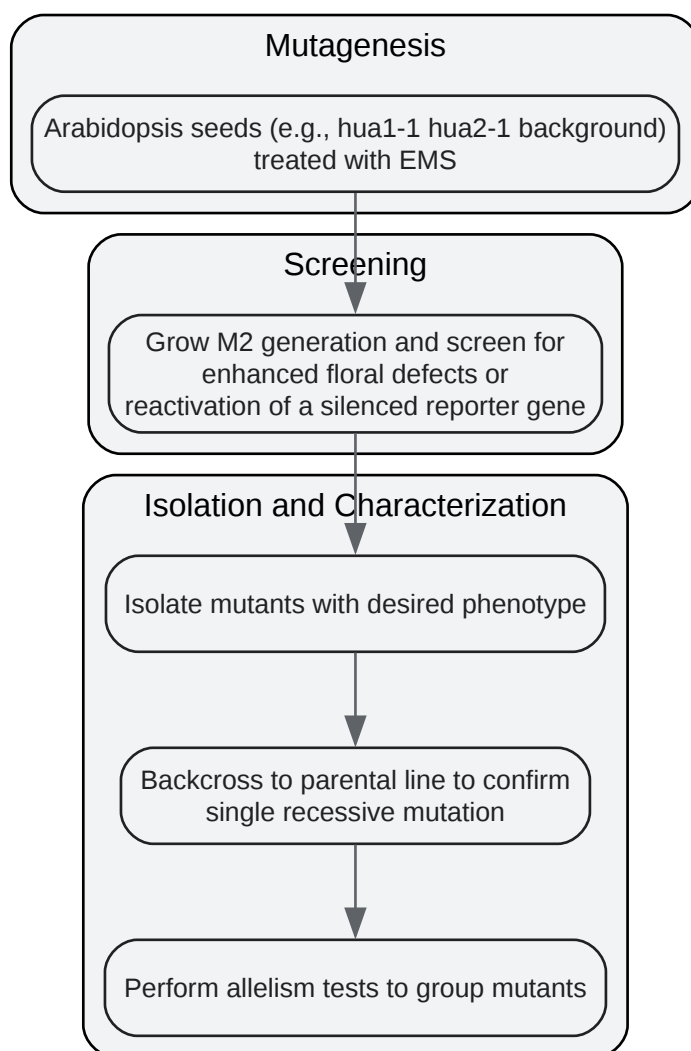 Mutagenesis
Arabidopsis seeds (e.g., hua1-1 hua2-1 background)
treated with EMS
Screening
Grow M2 generation and screen for
enhanced floral defects or
reactivation of a silenced reporter gene
Isolation and Characterization
Isolate mutants with desired phenotype
Backcross to parental line to confirm
single recessive mutation
Perform allelism tests to group mutants